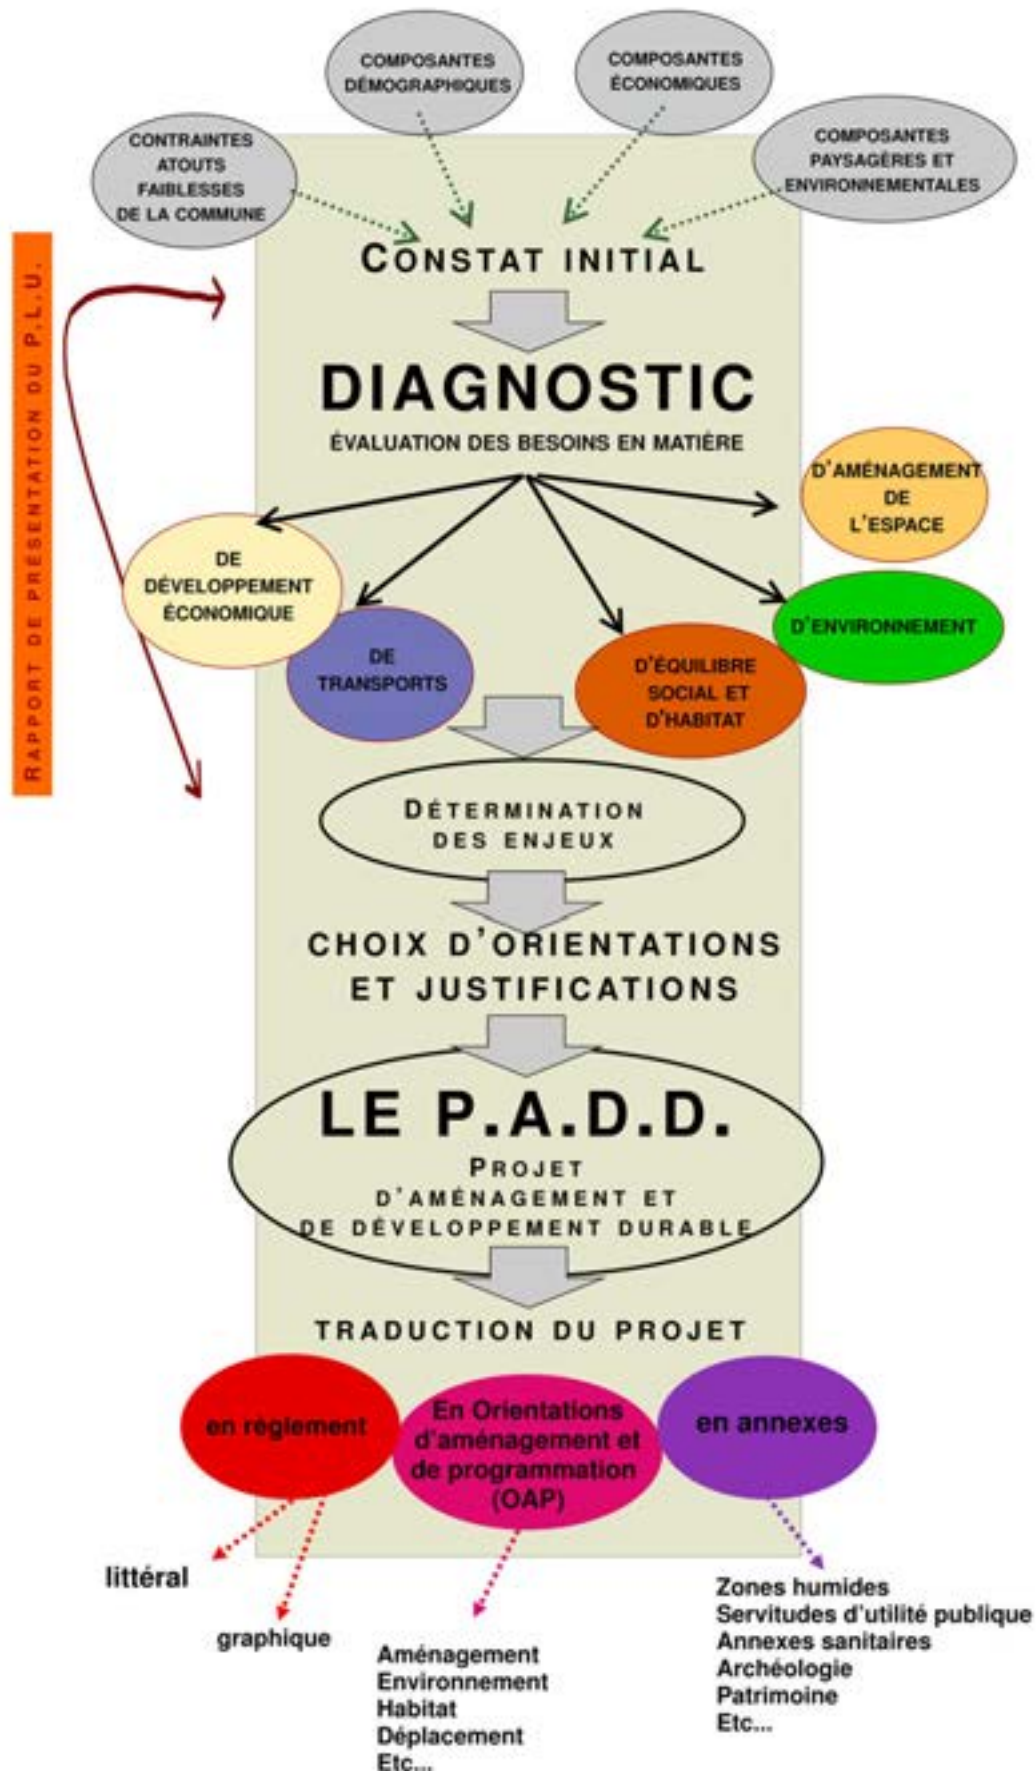 COMPOSANTES
DÉMOGRAPHIQUES
COMPOSANTES
ÉCONOMIQUES
CONTRAINTES
ATOUTS
FAIBLESSES
DE LA COMMUNE
COMPOSANTES
PAYSAGÈRES ET
ENVIRONNEMENTALES
CONSTAT INITIAL
RAPPORT DE PRÉSENTATION DU P.L.U.
DIAGNOSTIC
ÉVALUATION DES BESOINS EN MATIÈRE
D'AMÉNAGEMENT
DE
L'ESPACE
DE
DÉVELOPPEMENT
ÉCONOMIQUE
D'ENVIRONNEMENT
DE
TRANSPORTS
D'ÉQUILIBRE
SOCIAL ET
D'HABITAT
DÉTERMINATION
DES ENJEUX
CHOIX D'ORIENTATIONS
ET JUSTIFICATIONS
LE P.A.D.D.
PROJET
D'AMÉNAGEMENT ET
DE DÉVELOPPEMENT DURABLE
TRADUCTION DU PROJET
en règlement
En Orientations
d'aménagement et
de programmation
(OAP)
en annexes
littéral
graphique
Aménagement
Environnement
Habitat
Déplacement
Etc...
Zones humides
Servitudes d'utilité publique
Annexes sanitaires
Archéologie
Patrimoine
Etc...